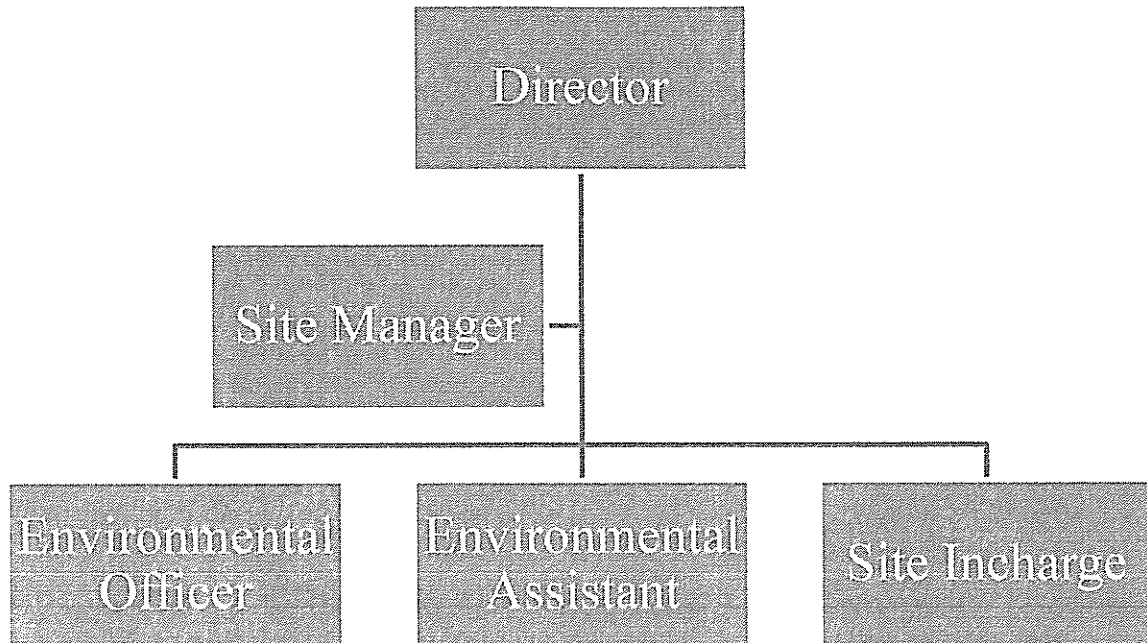 Director
Site Manager
Environmental
Officer
Environmental
Assistant
Site Incharge